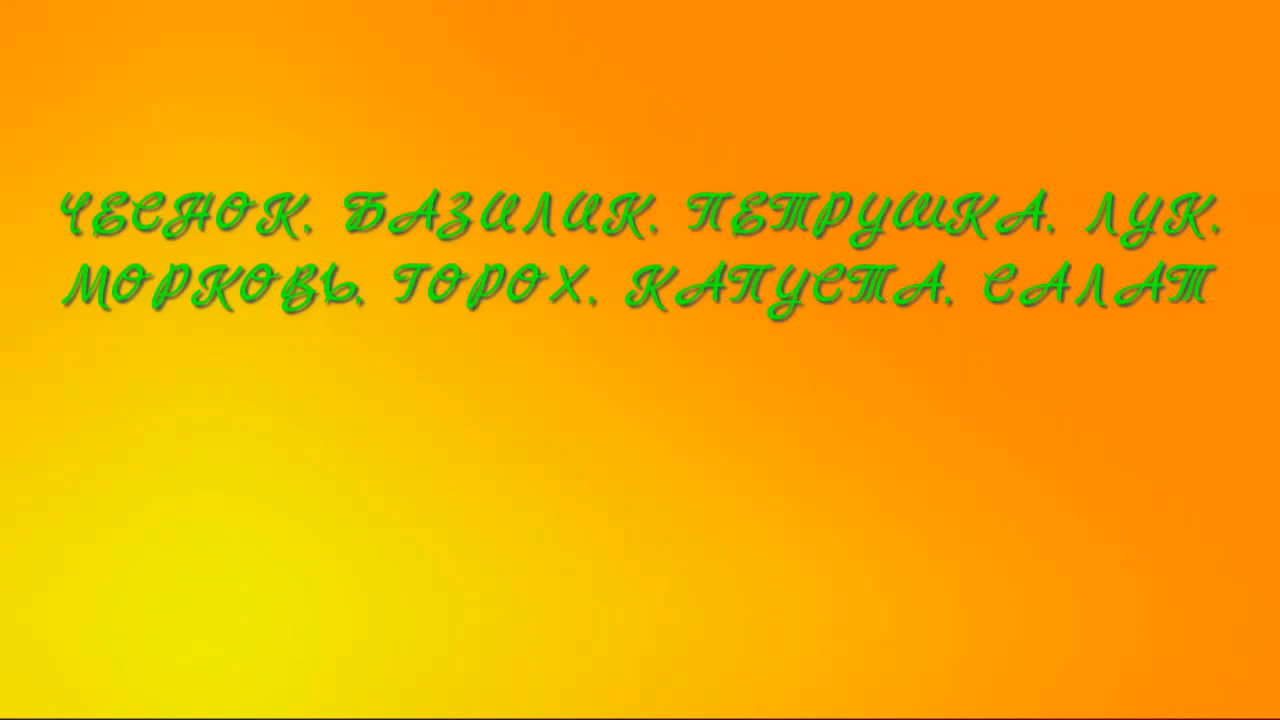 ЧЕСНОК, БАЗИЛИК, ПЕТРУШКА, ЛУК,
МОРКОВЬ, ГОРОХ, КАПУСТА, САЛАТ